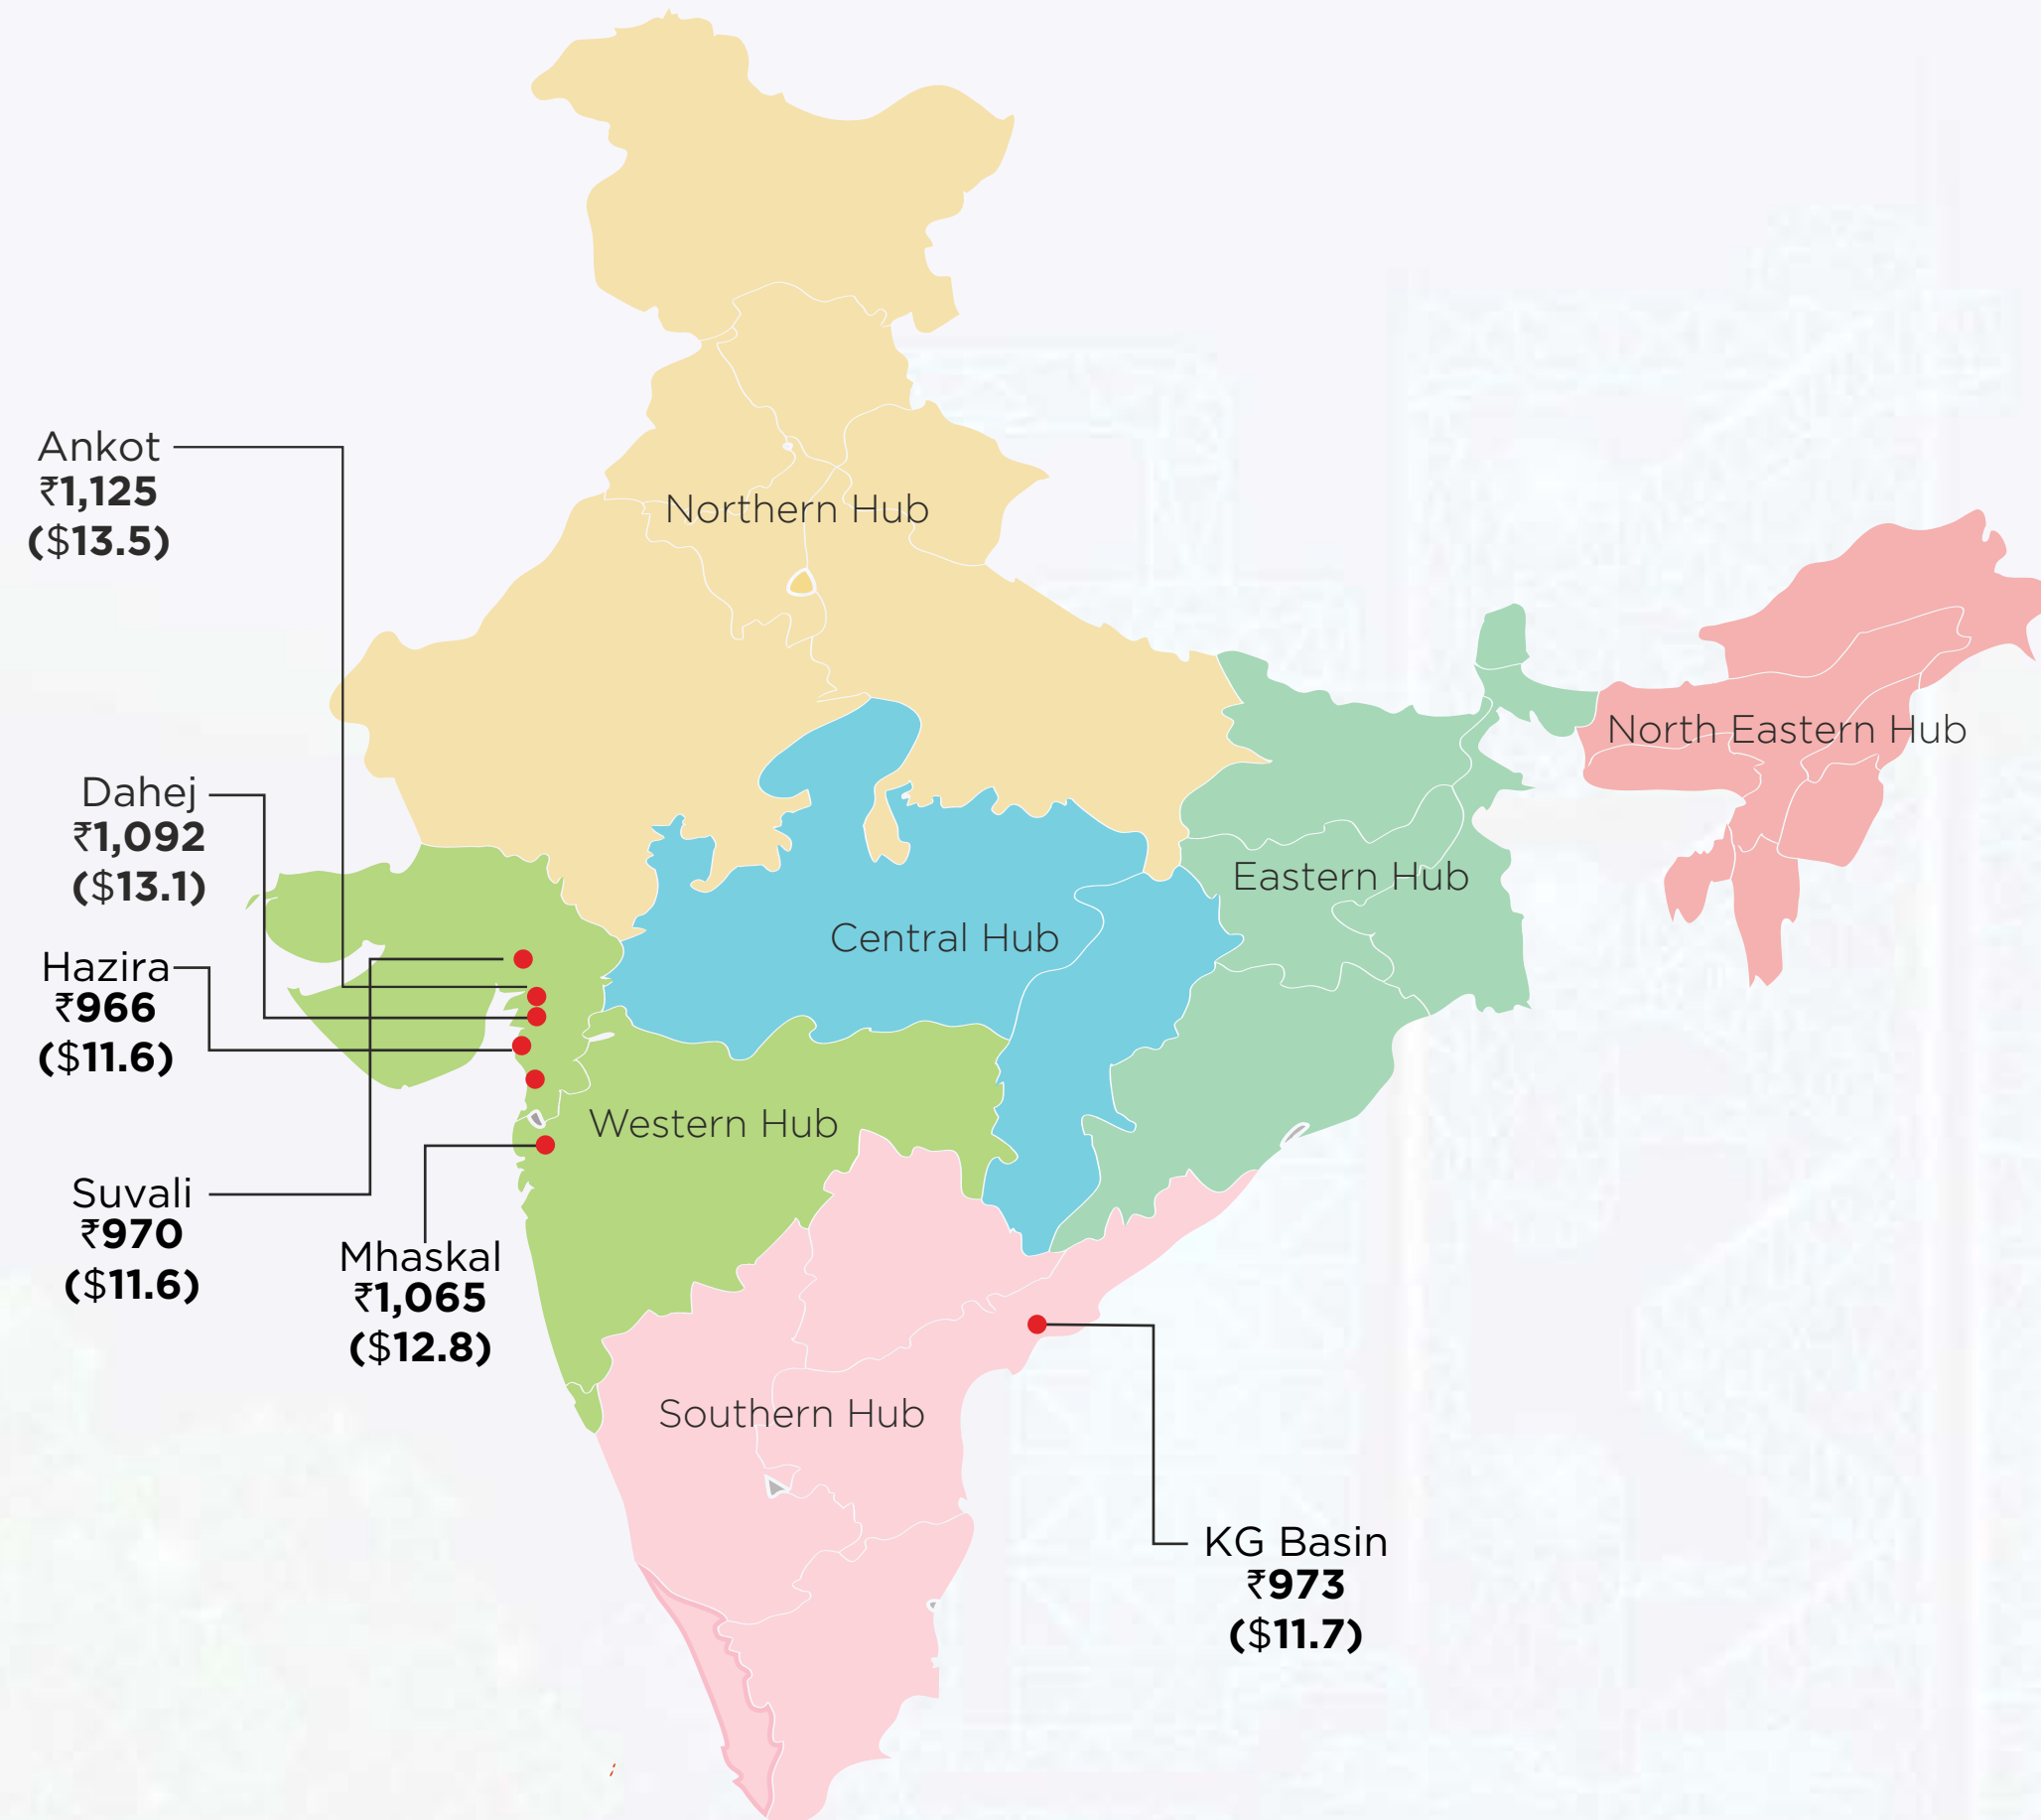 Ankot
₹1,125
($13.5)
Northern Hub
Dahej
₹1,092
($13.1)
North Eastern Hub
Eastern Hub
Central Hub
Hazira
₹966
($11.6)
Western Hub
Suvali
₹970
($11.6)
Mhaskal
₹1,065
($12.8)
Southern Hub
KG Basin
₹973
($11.7)